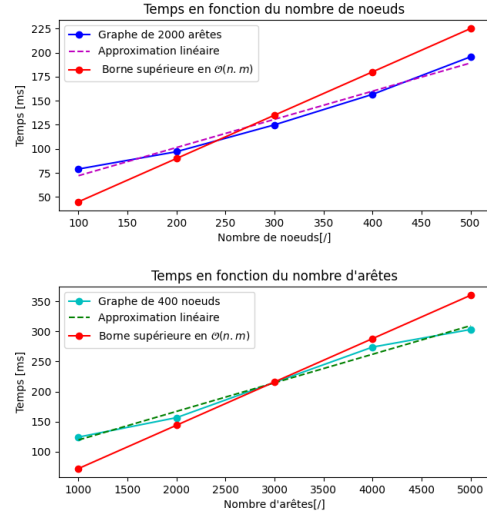 Temps en fonction du nombre de noeuds
Graphe de 2000 arêtes
Approximation linéaire
Borne supérieure en 𝒪(n.m)
Temps [ms]
225
200
175
150
125
100
75
50
100 150 200 250 300 350 400 450 500
Nombre de noeuds[/]
Temps en fonction du nombre d'arêtes
Graphe de 400 noeuds
Approximation linéaire
Borne supérieure en 𝒪(n.m)
Temps [ms]
350
300
250
200
150
100
1000 1500 2000 2500 3000 3500 4000 4500 5000
Nombre d'arêtes[/]